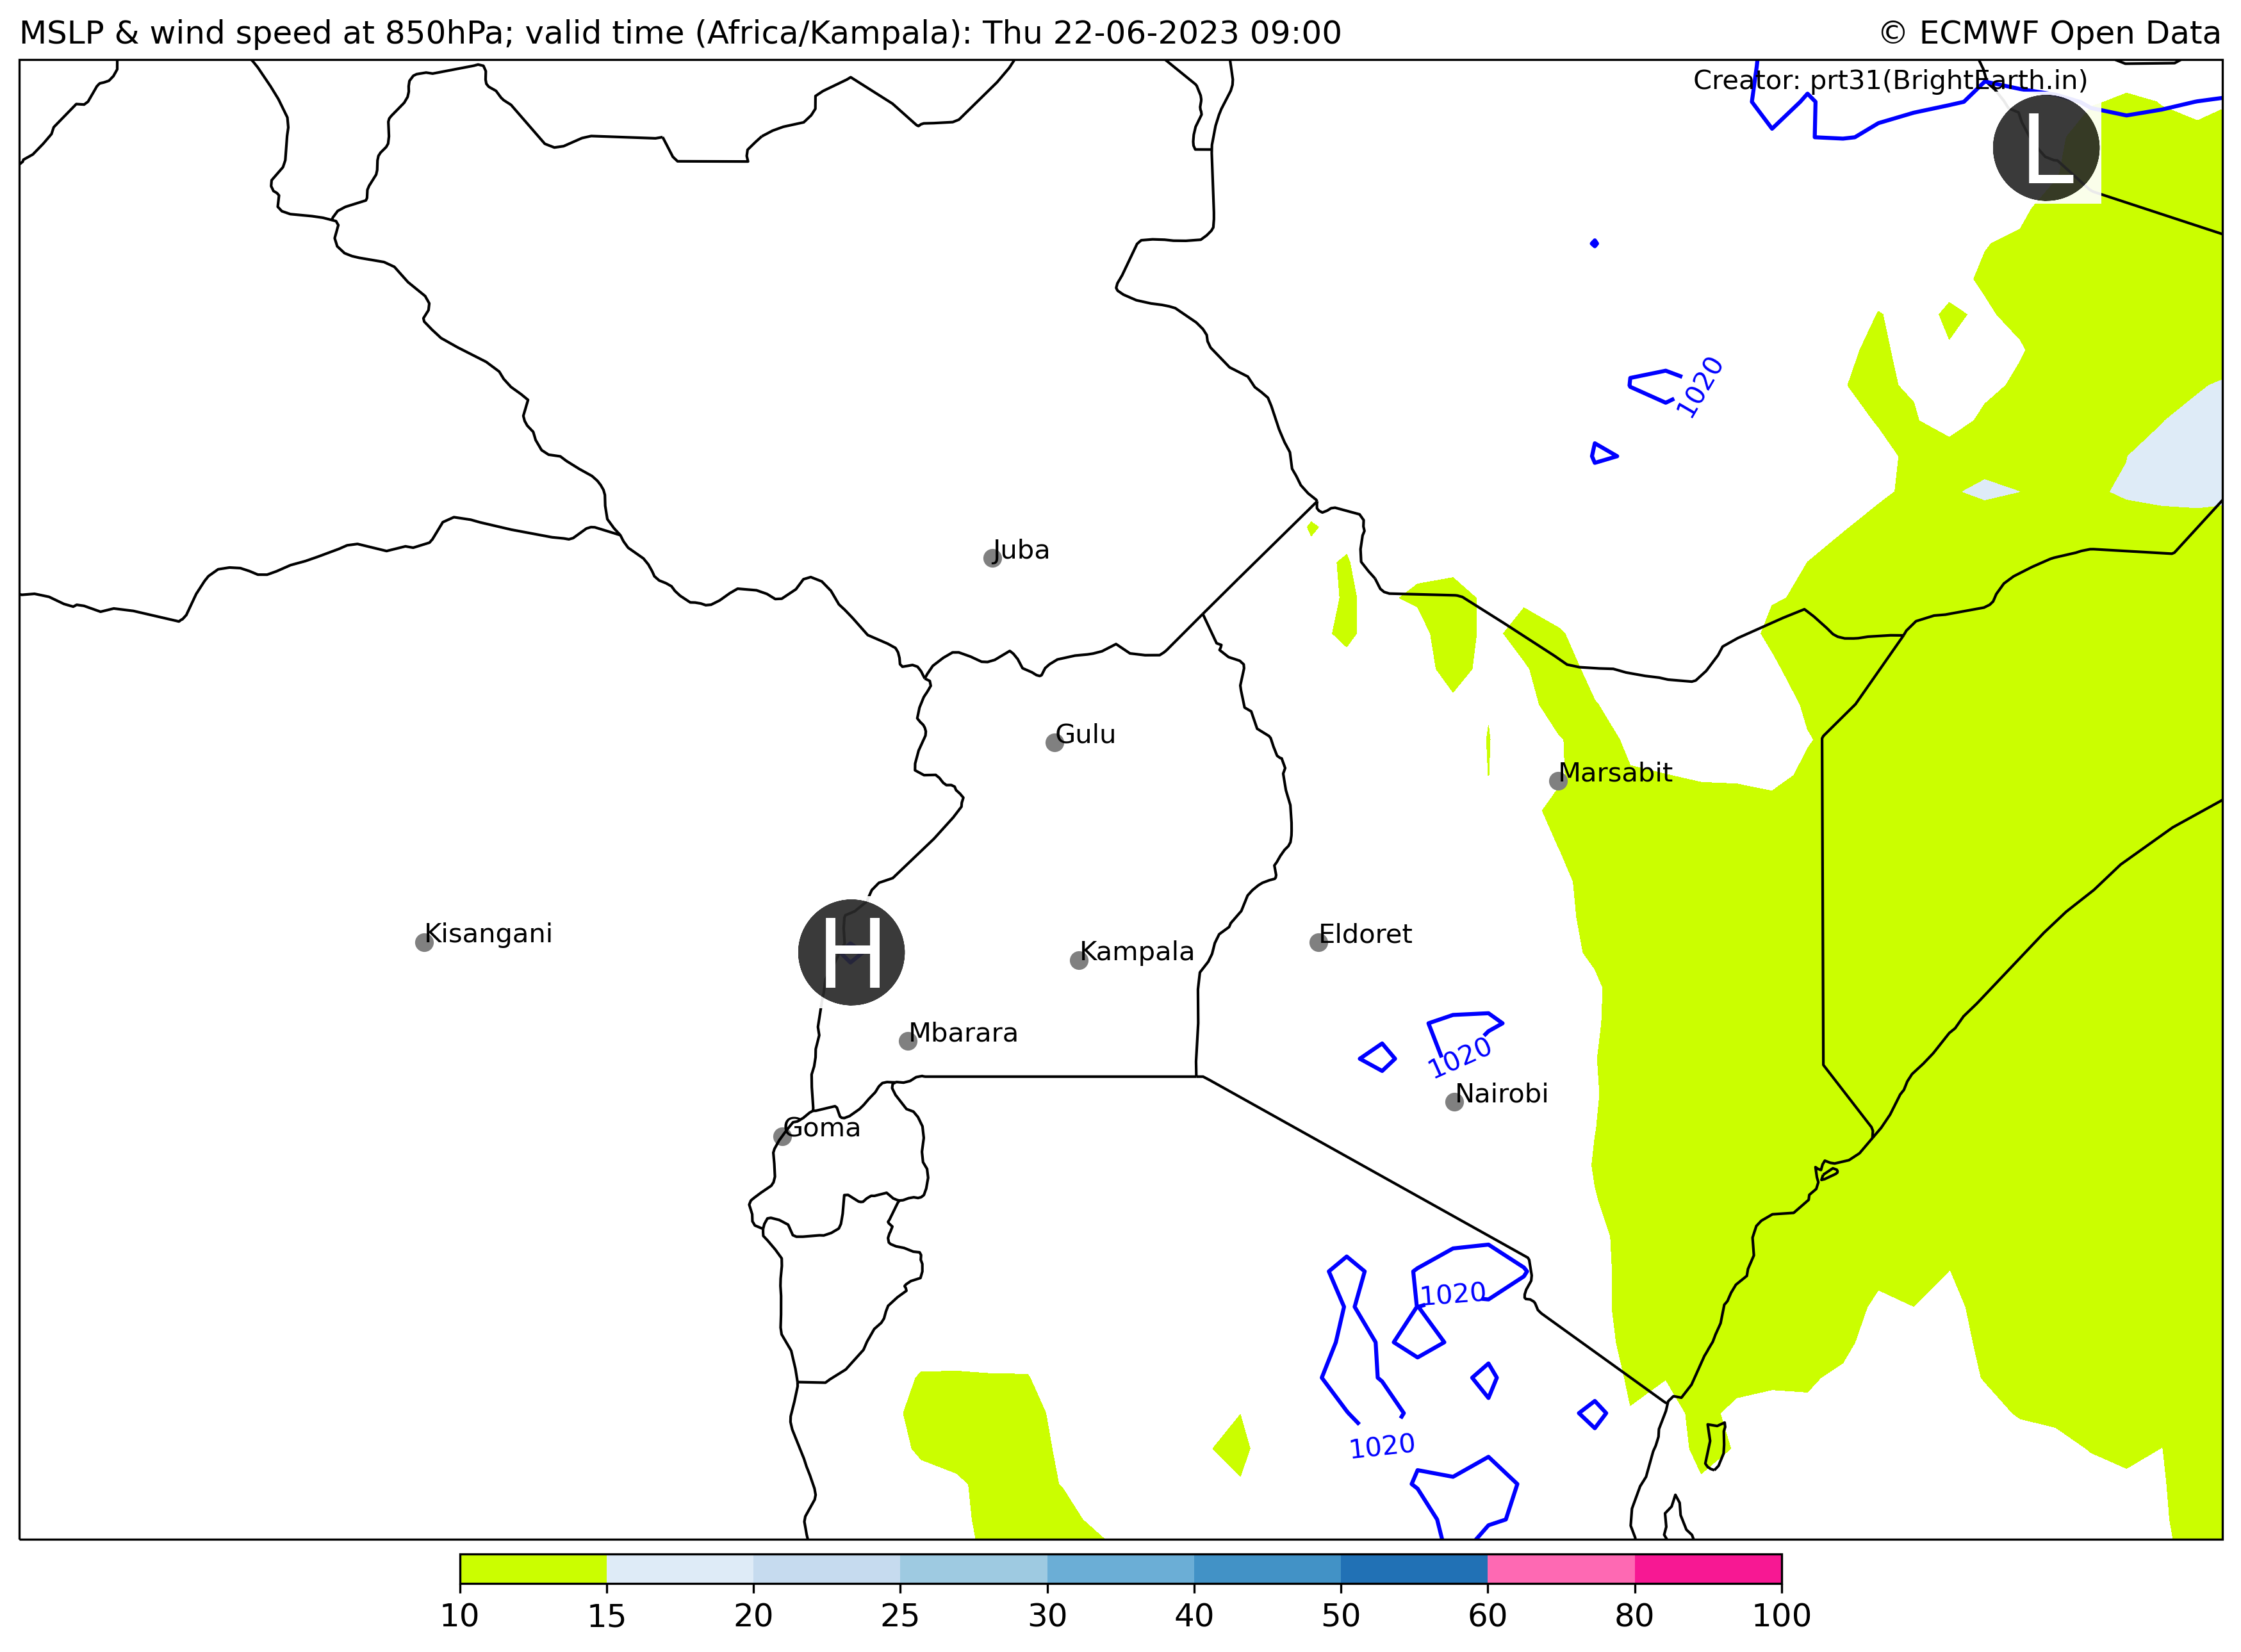 MSLP & wind speed at 850hPa; valid time (Africa/Kampala): Thu 22-06-2023 09:00
© ECMWF Open Data
Creator: prt31(BrightEarth.in)
L
1020
Juba
Gulu
Marsabit
Kisangani
H
Kampala
Eldoret
Mbarara
1020
Nairobi
Goma
1020
1020
10 15 20 25 30 40 50 60 80 100